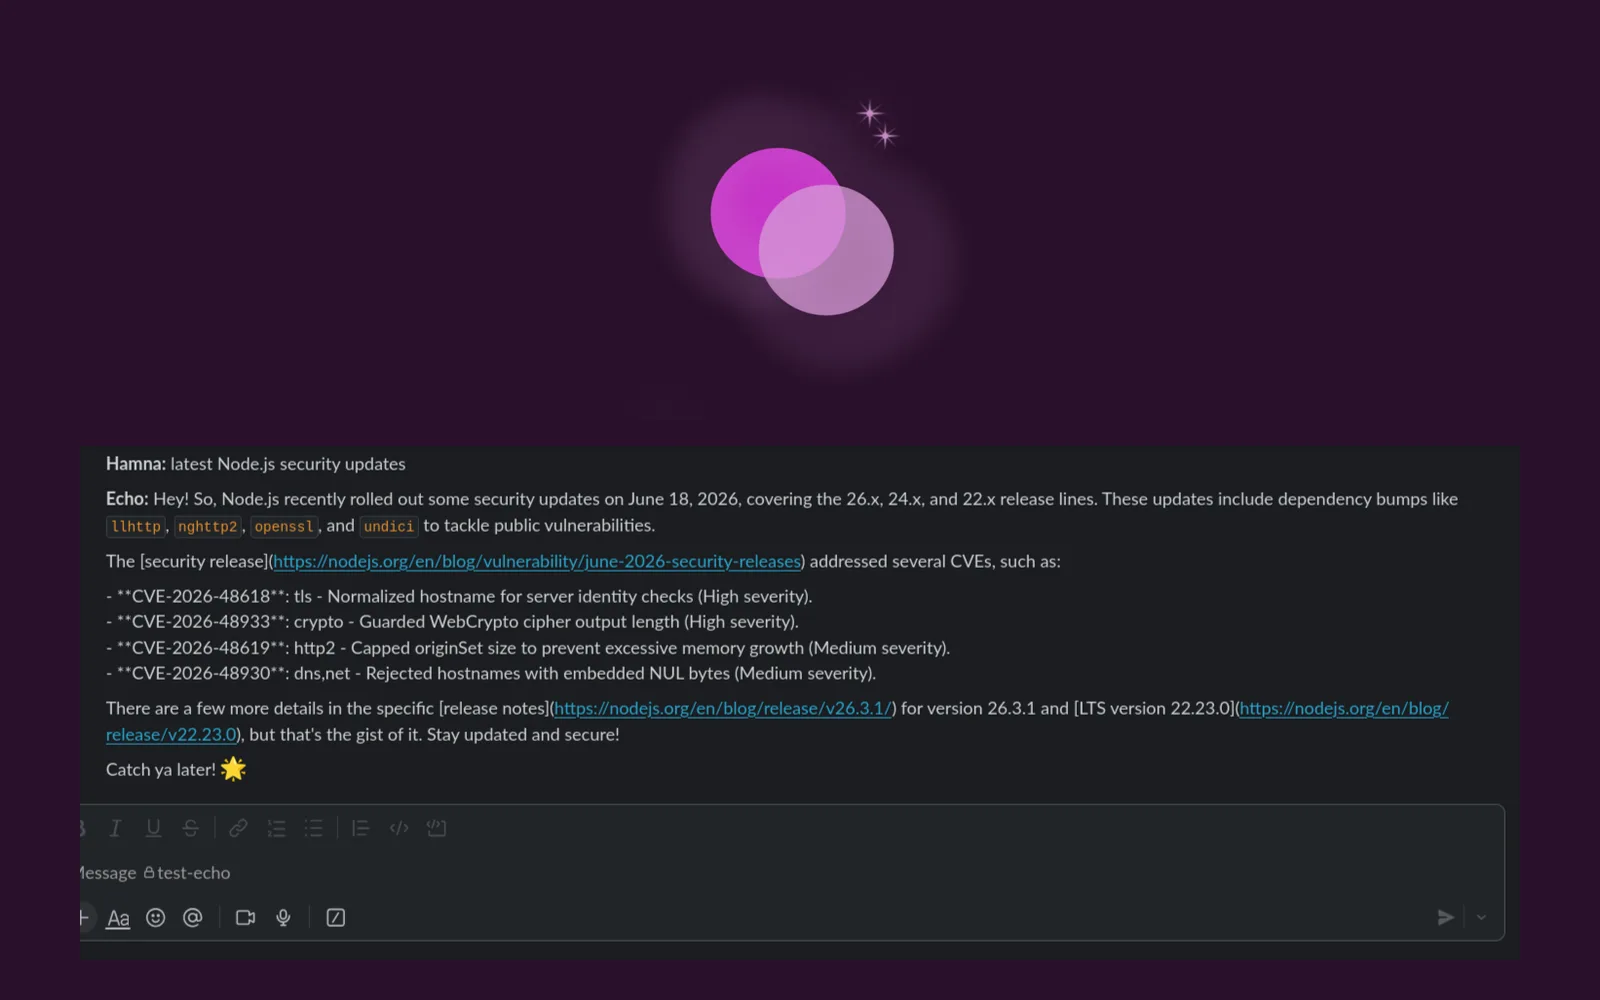 Hamna: latest Node.js security updates
Echo: Hey! So, Node.js recently rolled out some security updates on June 18, 2026, covering the 26.x, 24.x, and 22.x release lines. These updates include dependency bumps like
llhttp, nghttp2, openssl, and undici to tackle public vulnerabilities.
The [security release](https://nodejs.org/en/blog/vulnerability/june-2026-security-releases) addressed several CVEs, such as:
- **CVE-2026-48618**: tls - Normalized hostname for server identity checks (High severity).
- **CVE-2026-48933**: crypto - Guarded WebCrypto cipher output length (High severity).
- **CVE-2026-48619**: http2 - Capped originSet size to prevent excessive memory growth (Medium severity).
- **CVE-2026-48930**: dns,net - Rejected hostnames with embedded NUL bytes (Medium severity).
There are a few more details in the specific [release notes](https://nodejs.org/en/blog/release/v26.3.1/) for version 26.3.1 and [LTS version 22.23.0](https://nodejs.org/en/blog/
release/v22.23.0), but that's the gist of it. Stay updated and secure!
Catch ya later! 🌟
B I U S
Message test-echo
Aa